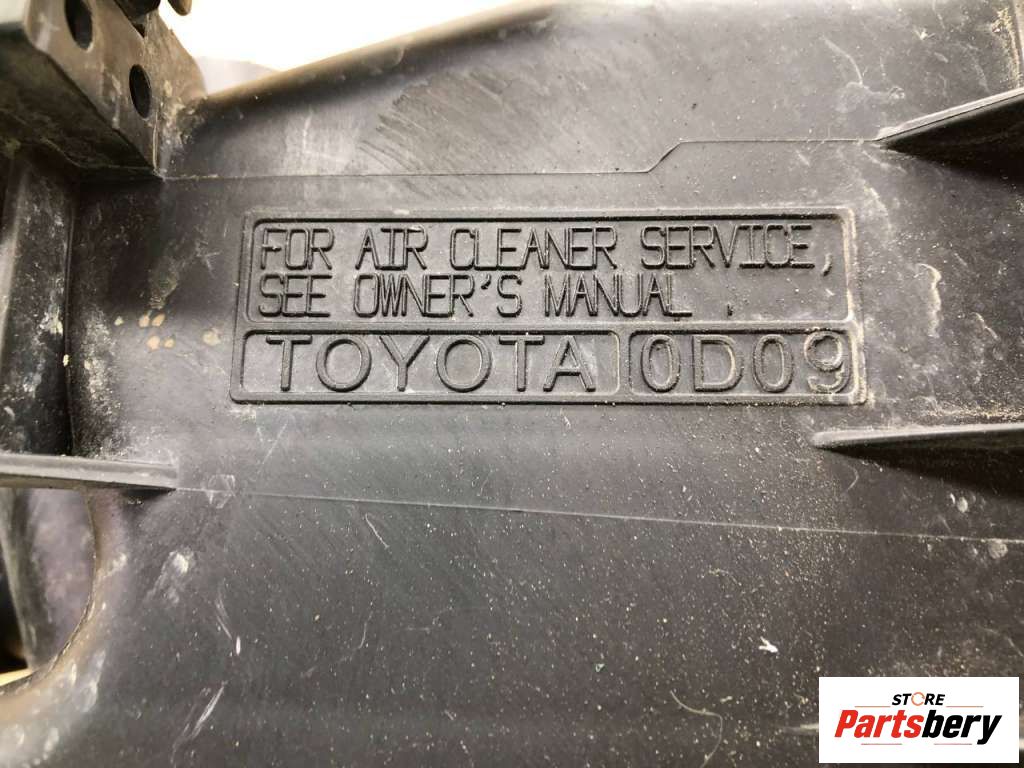 FOR AIR CLEANER SERVICE,
SEE OWNER'S MANUAL .
TOYOTA 0D09
STORE
Partsbery